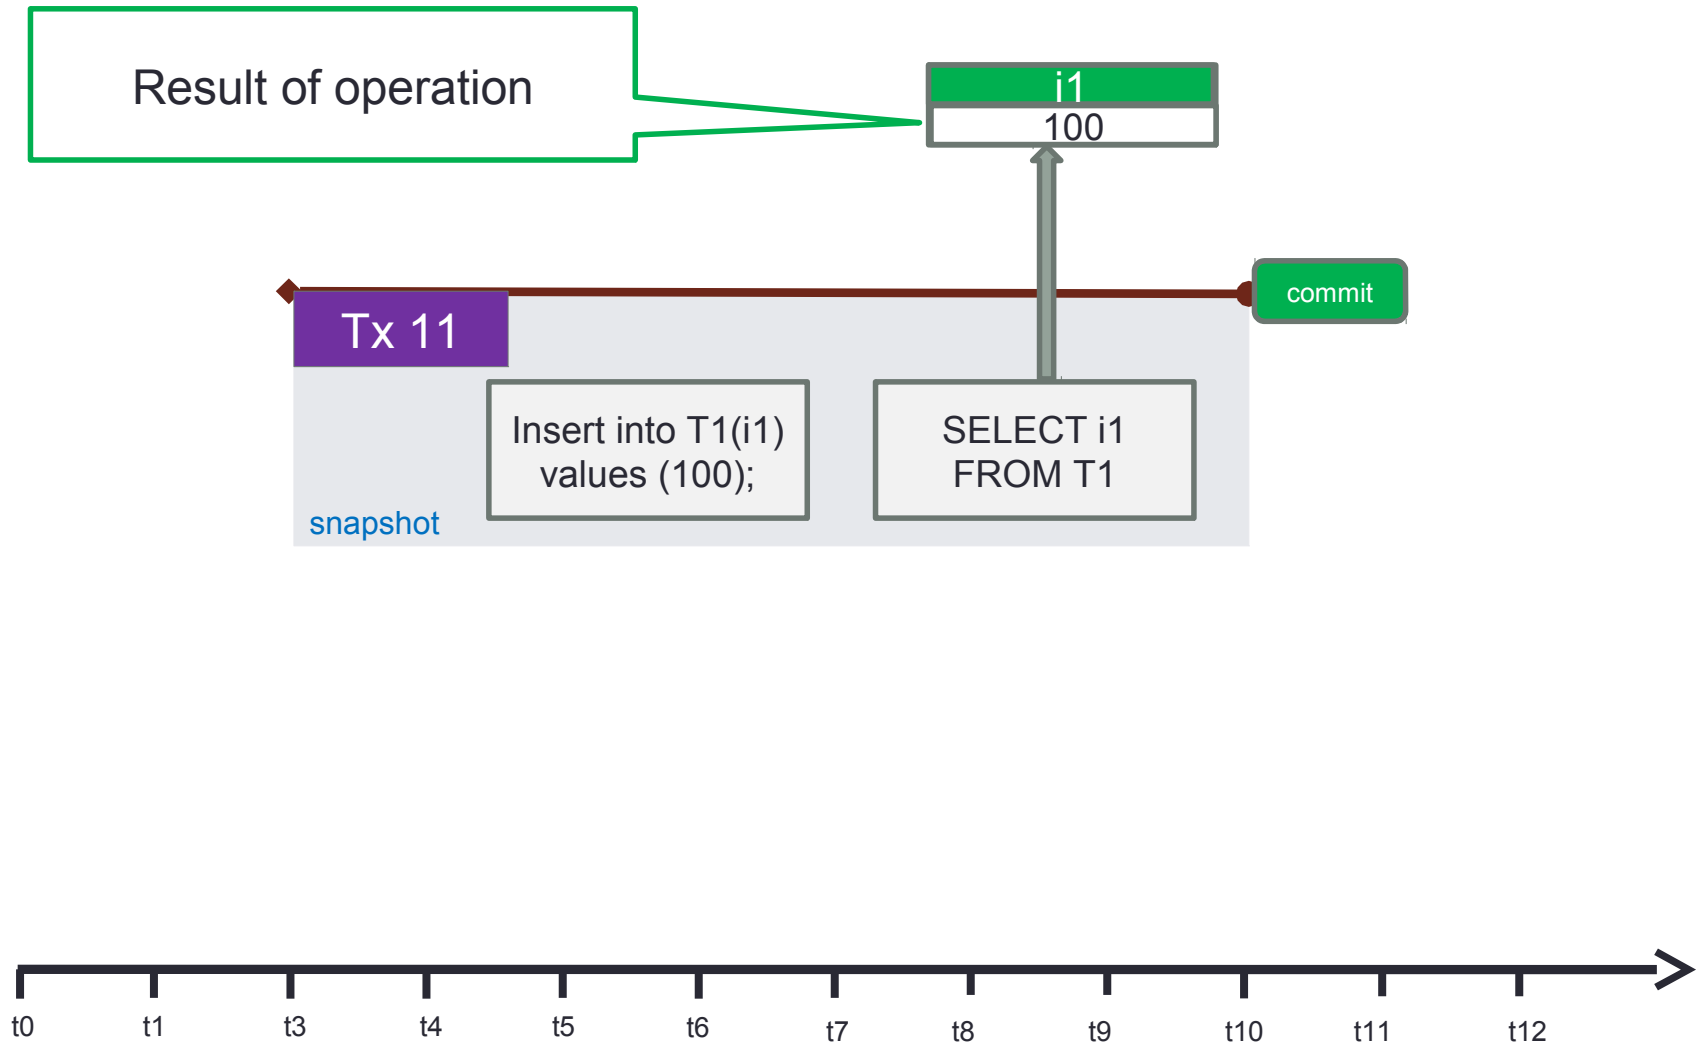 Result of operation
i1
100
commit
Tx 11
Insert into T1(i1)
values (100);
SELECT i1
FROM T1
snapshot
t0 t1 t3 t4 t5 t6 t7 t8 t9 t10 t11 t12